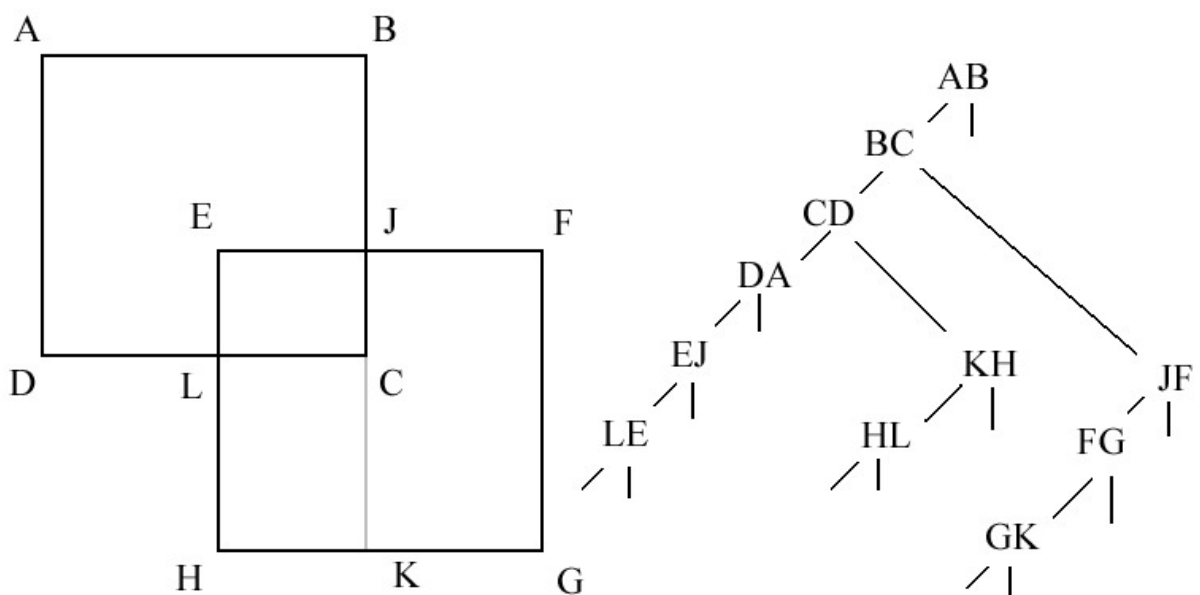 A B
E J F
D L C
H K G
AB
BC
CD
DA
EJ KH JF
LE HL FG
GK